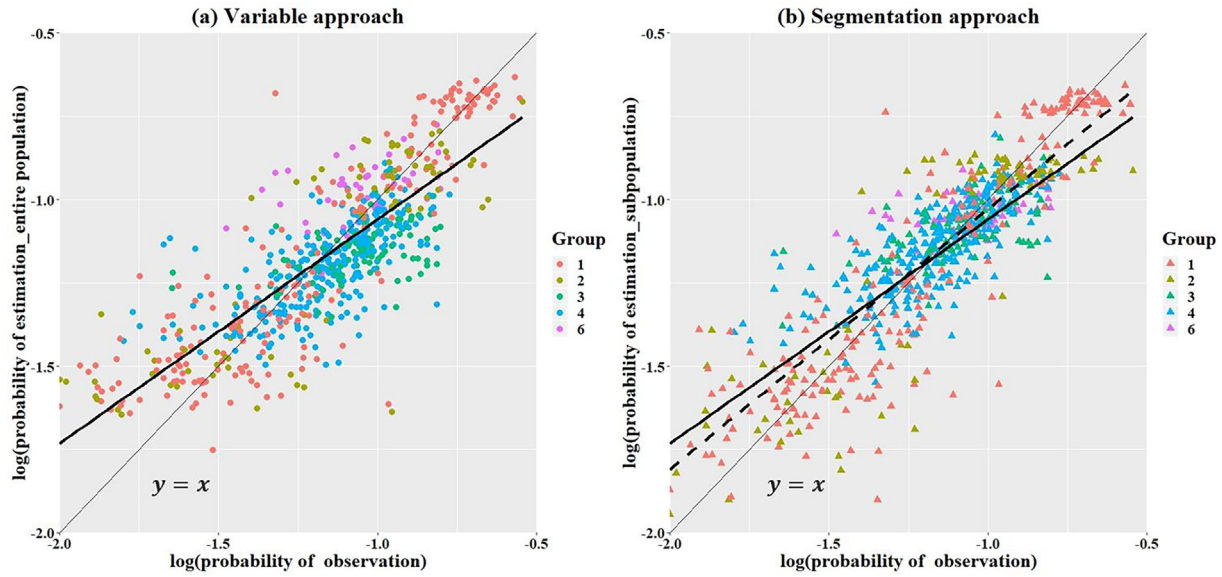 (a) Variable approach
-0.5
-1.0
-1.5
-2.0
log(probability of estimation_entire population)
y = x
-2.0 -1.5 -1.0 -0.5
log(probability of observation)
Group
1
2
3
4
6
(b) Segmentation approach
-0.5
-1.0
-1.5
-2.0
log(probability of estimation_subpopulation)
y = x
-2.0 -1.5 -1.0 -0.5
log(probability of observation)
Group
1
2
3
4
6